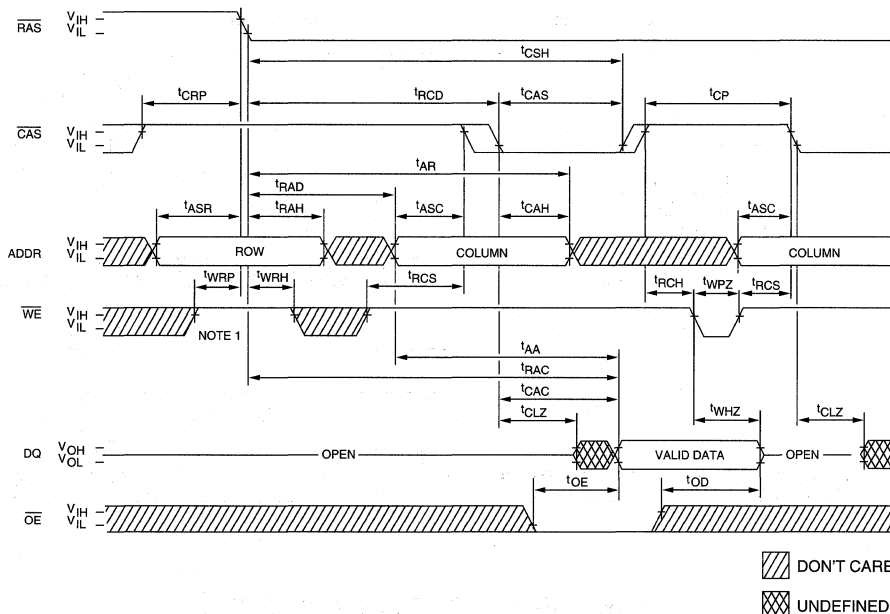 RAS VIH
VIL
tCSH
tCRP tRCD tCAS tCP
CAS VIH
VIL
tAR
tRAD
tASR tRAH tASC tCAH tASC
ADDR VIH
VIL
ROW COLUMN COLUMN
tWRP tWRH tRCS tRCH tWPZ tRCS
WE VIH
VIL
NOTE 1
tAA
tRAC
tCAC
tCLZ tWHZ tCLZ
DQ VOH
VOL
OPEN VALID DATA OPEN
tOE tOD
OE VIH
VIL
DON'T CARE
UNDEFINED